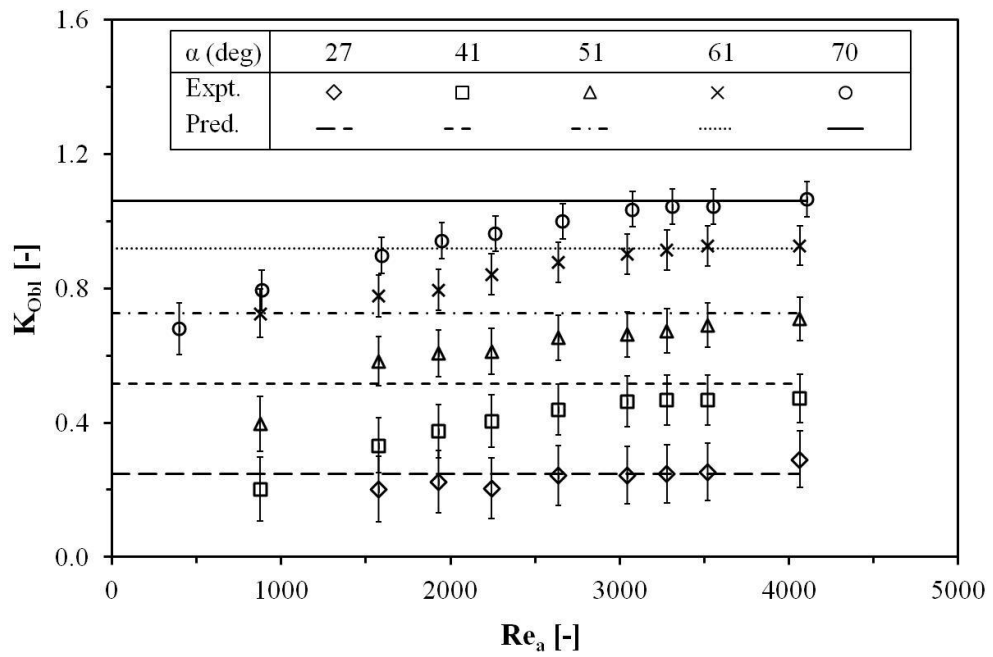 1.6
α (deg) 27 41 51 61 70
Expt.
Pred.
1.2
0.8
0.4
0.0
K_Obl [-]
0 1000 2000 3000 4000 5000
Re_a [-]